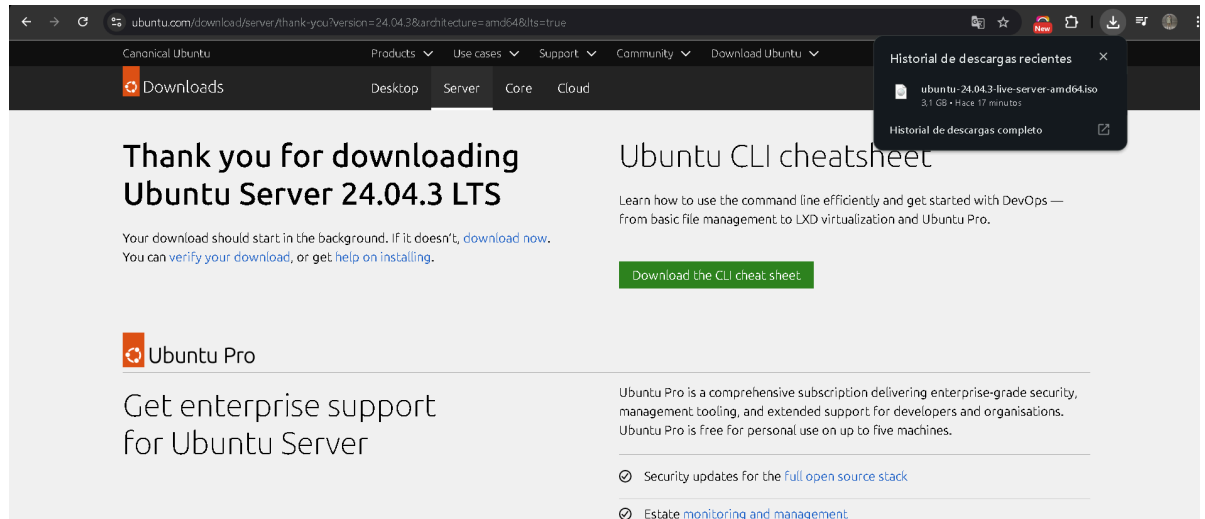 ubuntu.com/download/server/thank-you?version=24.04.3&architecture=amd64&lts=true
New
Canonical Ubuntu
Products
Use cases
Support
Community
Download Ubuntu
Downloads
Desktop
Server
Core
Cloud
Historial de descargas recientes
ubuntu-24.04.3-live-server-amd64.iso
3,1 GB • Hace 17 minutos
Historial de descargas completo
Thank you for downloading
Ubuntu Server 24.04.3 LTS
Your download should start in the background. If it doesn't, download now.
You can verify your download, or get help on installing.
Ubuntu CLI cheatsheet
Learn how to use the command line efficiently and get started with DevOps —
from basic file management to LXD virtualization and Ubuntu Pro.
Download the CLI cheat sheet
Ubuntu Pro
Get enterprise support
for Ubuntu Server
Ubuntu Pro is a comprehensive subscription delivering enterprise-grade security,
management tooling, and extended support for developers and organisations.
Ubuntu Pro is free for personal use on up to five machines.
Security updates for the full open source stack
Estate monitoring and management